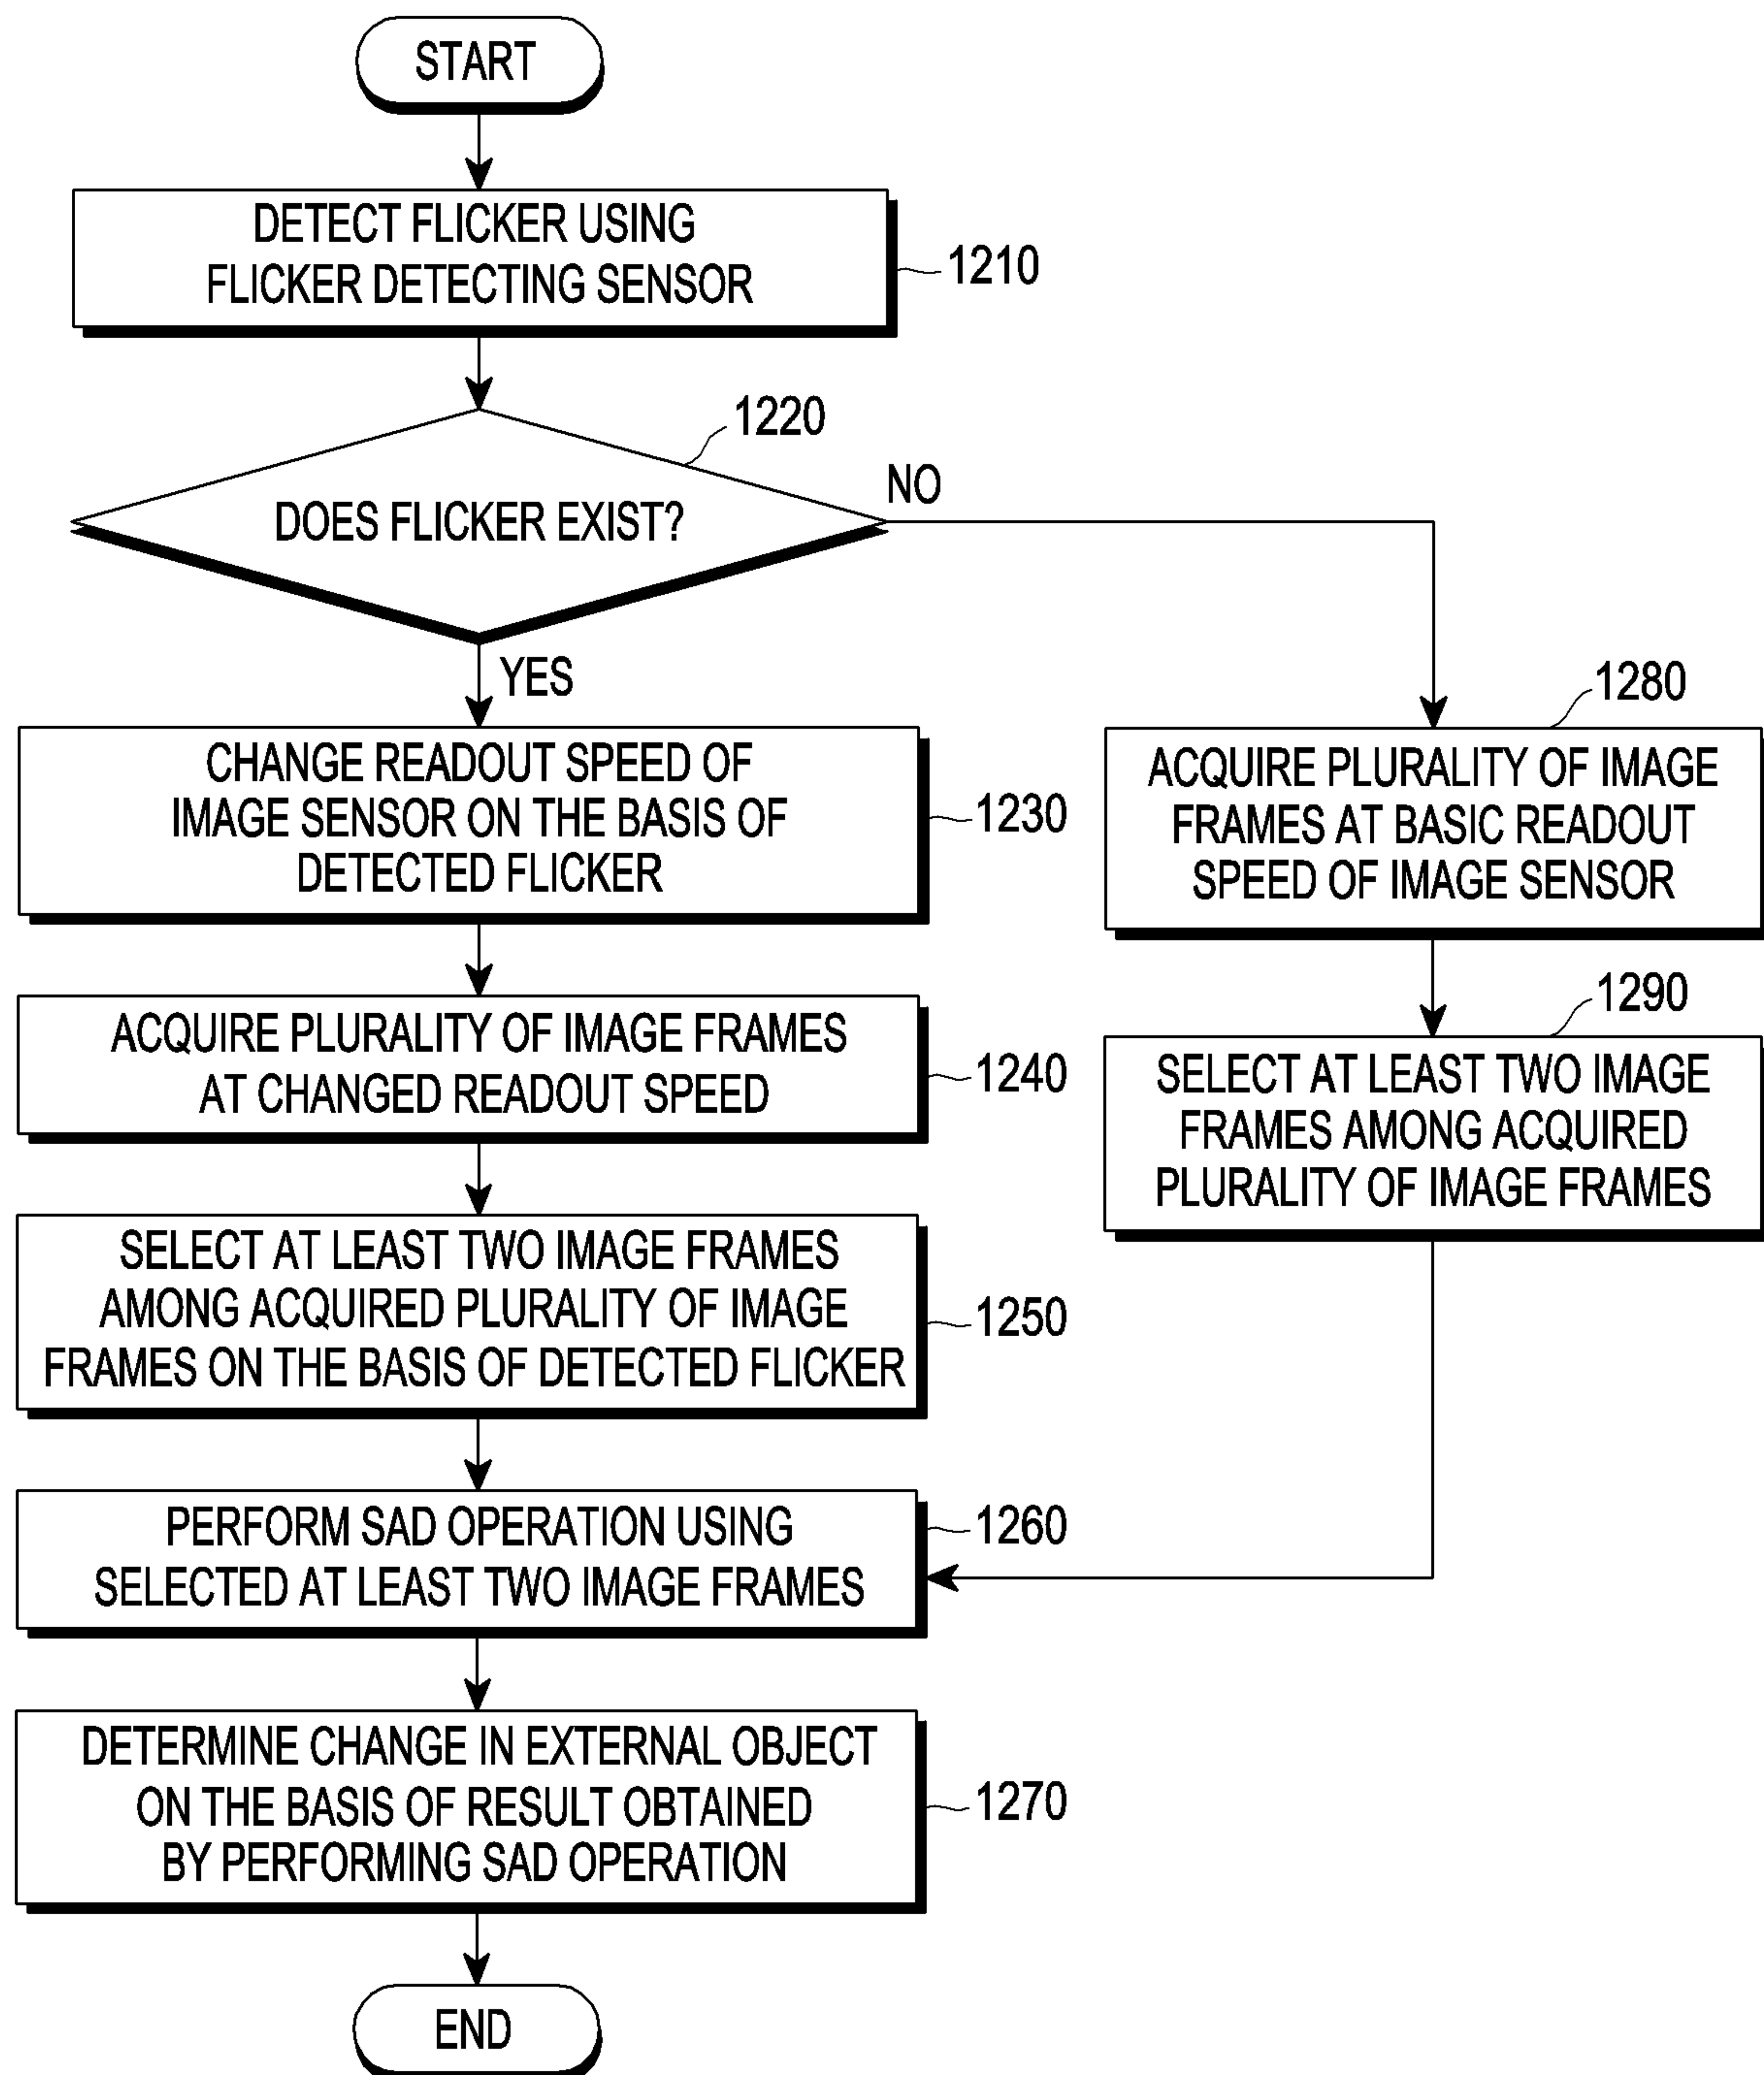 START
DETECT FLICKER USING
FLICKER DETECTING SENSOR
1210
1220
DOES FLICKER EXIST?
NO
YES
CHANGE READOUT SPEED OF
IMAGE SENSOR ON THE BASIS OF
DETECTED FLICKER
1230
ACQUIRE PLURALITY OF IMAGE FRAMES
AT CHANGED READOUT SPEED
1240
SELECT AT LEAST TWO IMAGE FRAMES
AMONG ACQUIRED PLURALITY OF IMAGE
FRAMES ON THE BASIS OF DETECTED FLICKER
1250
1280
ACQUIRE PLURALITY OF IMAGE
FRAMES AT BASIC READOUT
SPEED OF IMAGE SENSOR
1290
SELECT AT LEAST TWO IMAGE
FRAMES AMONG ACQUIRED
PLURALITY OF IMAGE FRAMES
PERFORM SAD OPERATION USING
SELECTED AT LEAST TWO IMAGE FRAMES
1260
DETERMINE CHANGE IN EXTERNAL OBJECT
ON THE BASIS OF RESULT OBTAINED
BY PERFORMING SAD OPERATION
1270
END